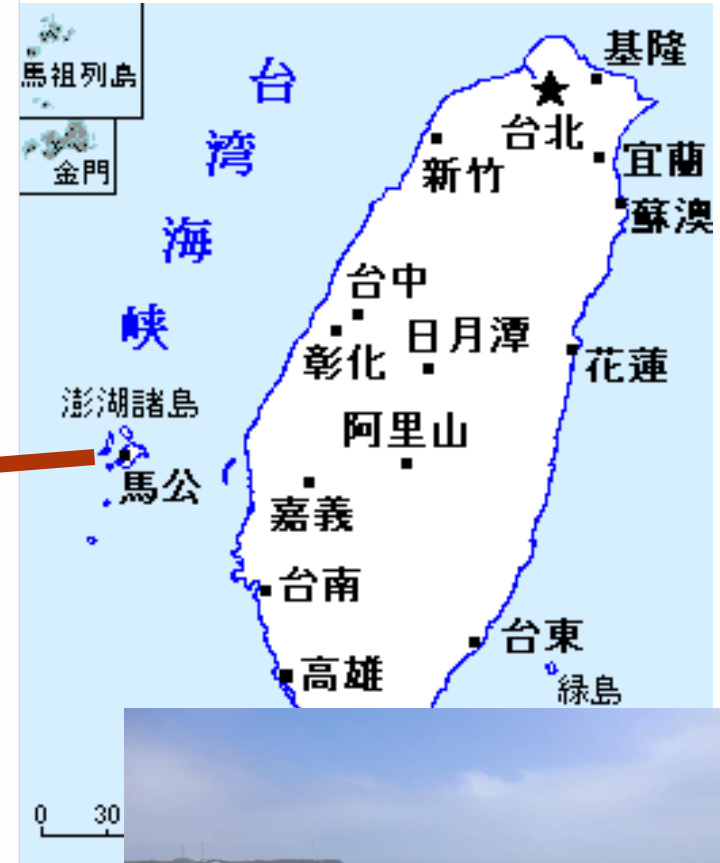 基隆
馬祖列島
台湾海峡
台北
金門
新竹
宜蘭
蘇澳
台中
日月潭
彰化
花蓮
澎湖諸島
阿里山
馬公
嘉義
台南
台東
高雄
緑島
0 30